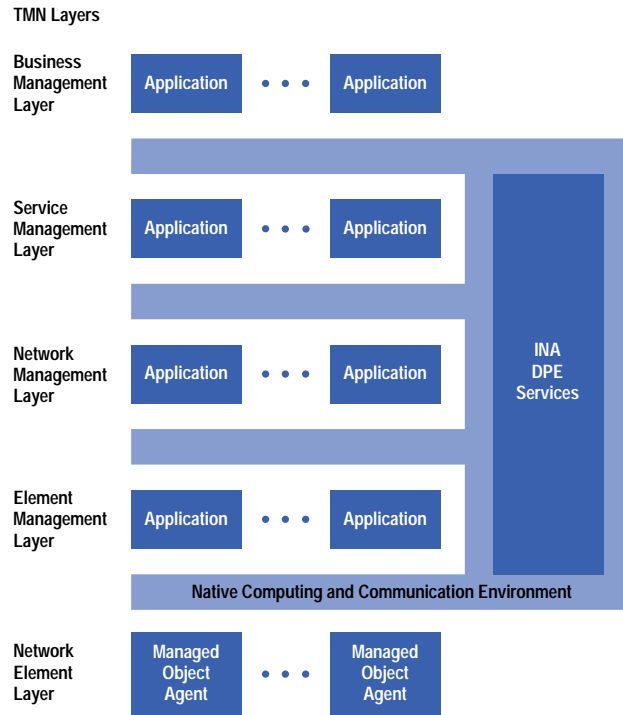 TMN Layers
Business
Management
Layer
Application
• • •
Application
Service
Management
Layer
Application
• • •
Application
Network
Management
Layer
Application
• • •
Application
INA
DPE
Services
Element
Management
Layer
Application
• • •
Application
Native Computing and Communication Environment
Network
Element
Layer
Managed
Object
Agent
• • •
Managed
Object
Agent